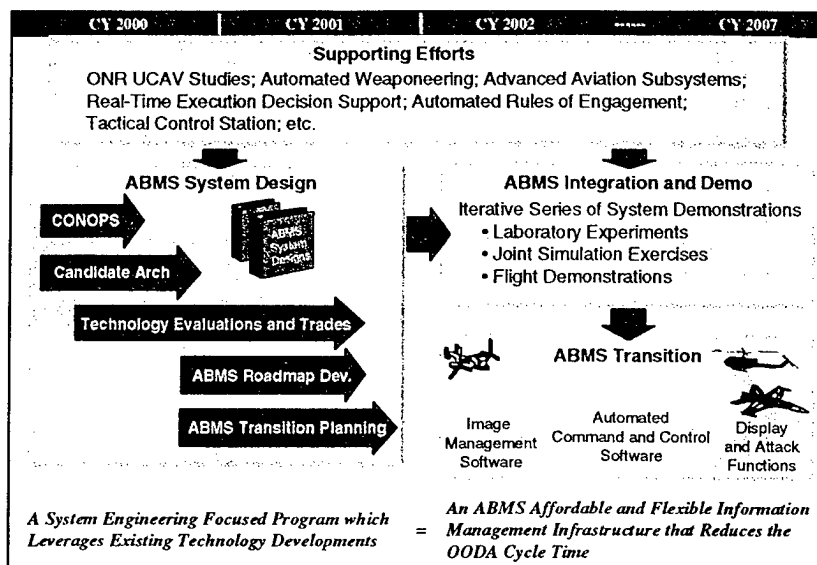 CY 2000 CY 2001 CY 2002 ------ CY 2007
Supporting Efforts
ONR UCAV Studies; Automated Weaponeering; Advanced Aviation Subsystems;
Real-Time Execution Decision Support; Automated Rules of Engagement;
Tactical Control Station; etc.
ABMS System Design
CONOPS
ABMS
System
Designs
Candidate Arch
Technology Evaluations and Trades
ABMS Roadmap Dev.
ABMS Transition Planning
ABMS Integration and Demo
Iterative Series of System Demonstrations
• Laboratory Experiments
• Joint Simulation Exercises
• Flight Demonstrations
ABMS Transition
Image
Management
Software
Automated
Command and Control
Software
Display
and Attack
Functions
A System Engineering Focused Program which
Leverages Existing Technology Developments
=
An ABMS Affordable and Flexible Information
Management Infrastructure that Reduces the
OODA Cycle Time